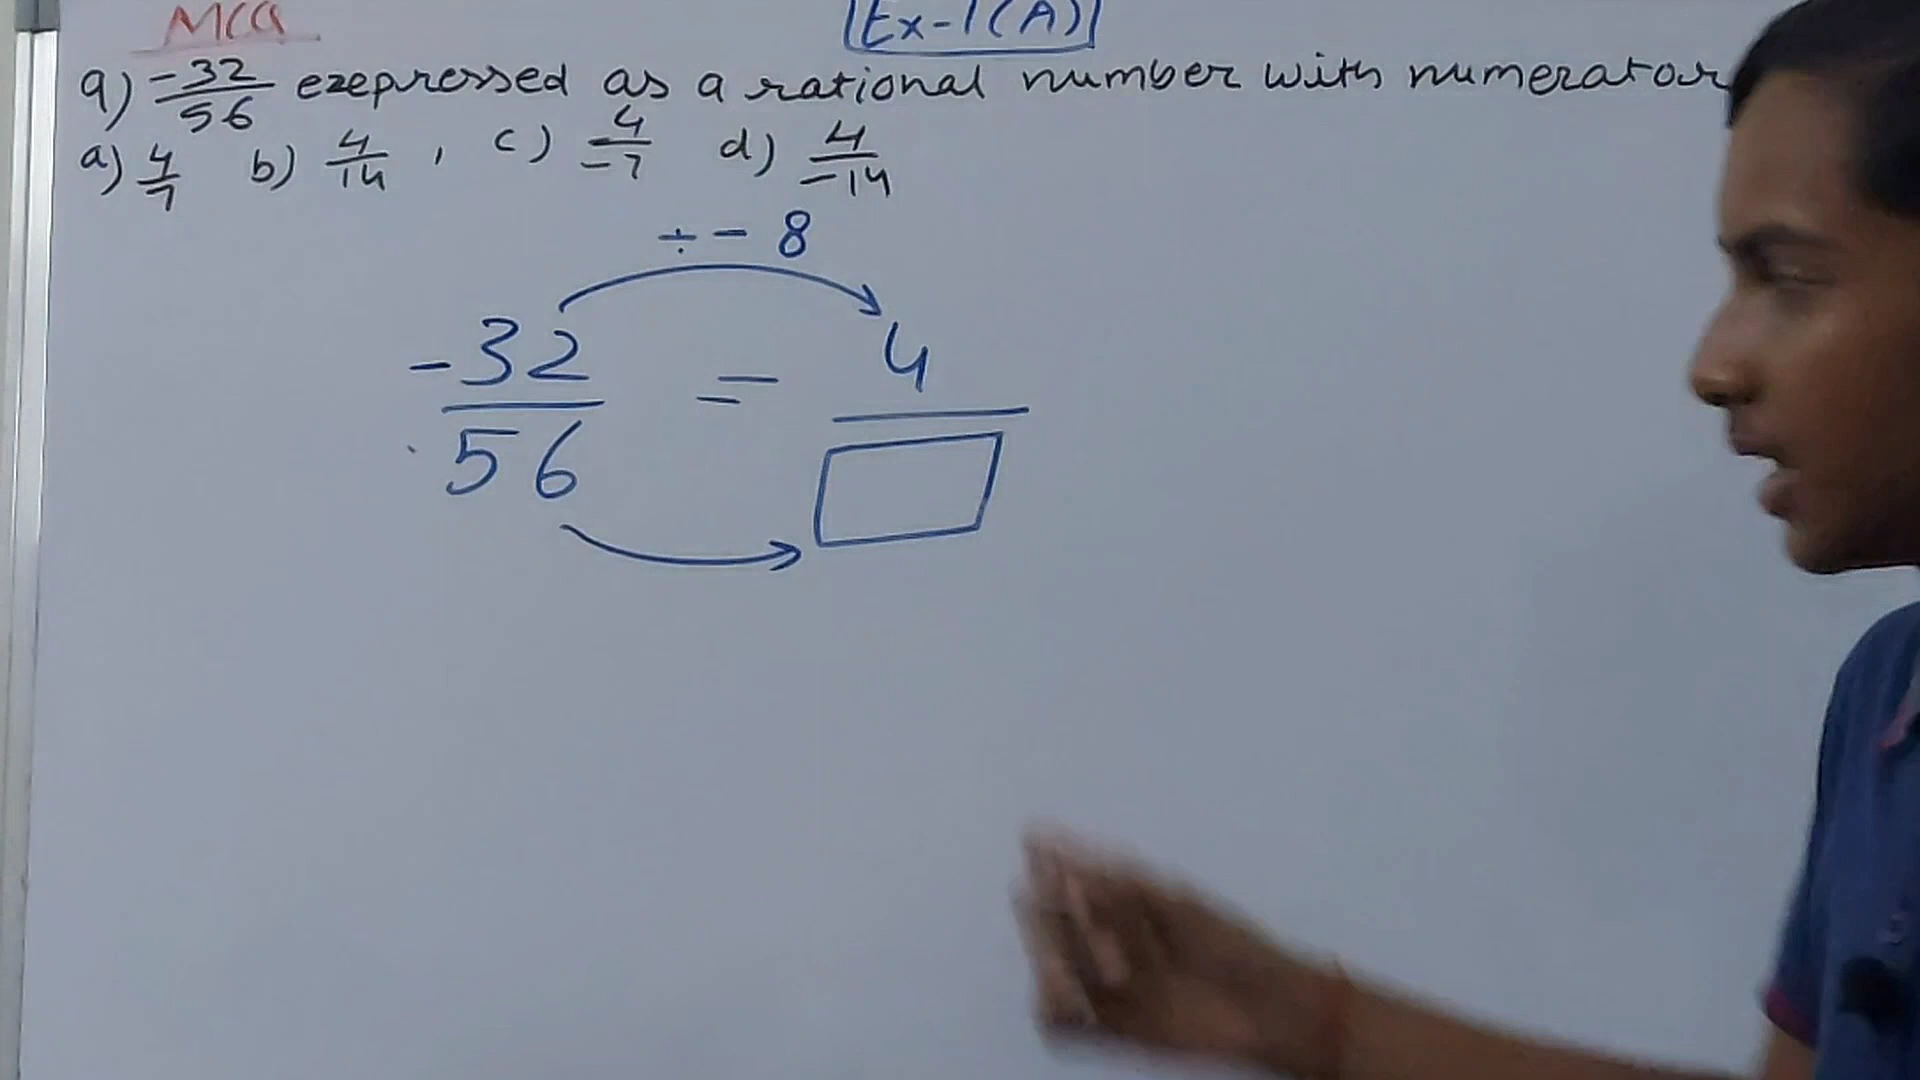 MCQ
Ex-1(A)
9) -32/56 exepressed as a rational number with numerator
a) 4/7 b) 4/14 , c) 4/-7 d) 4/-14
÷ - 8
-32/56 = 4/